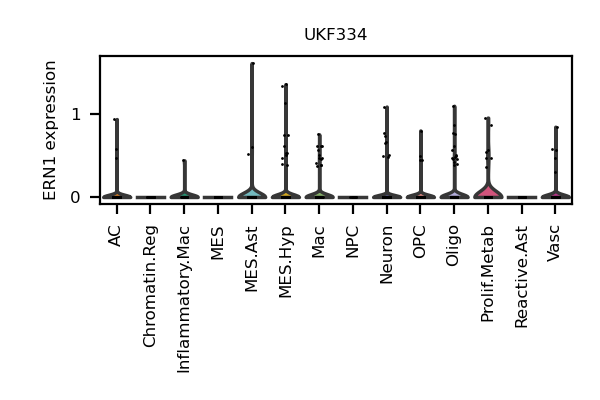 UKF334
ERN1 expression
1
0
AC
Chromatin.Reg
Inflammatory.Mac
MES
MES.Ast
MES.Hyp
Mac
NPC
Neuron
OPC
Oligo
Prolif.Metab
Reactive.Ast
Vasc